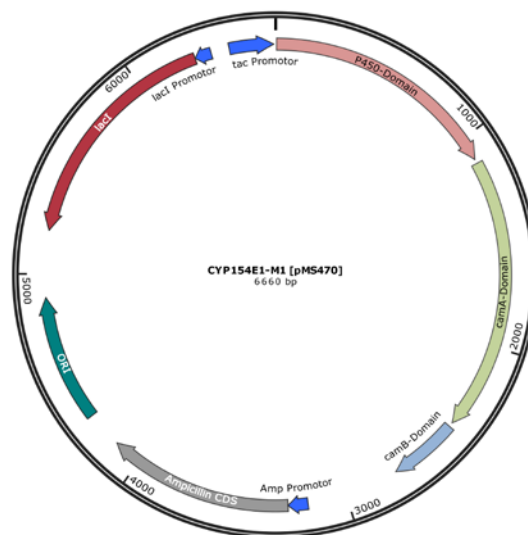 6000
lacI Promotor
tac Promotor
P450-Domain
1000
lacI
CYP154E1-M1 [pMS470]
6660 bp
camA-Domain
5000
2000
ORI
camB-Domain
Ampicillin CDS
Amp Promotor
4000
3000